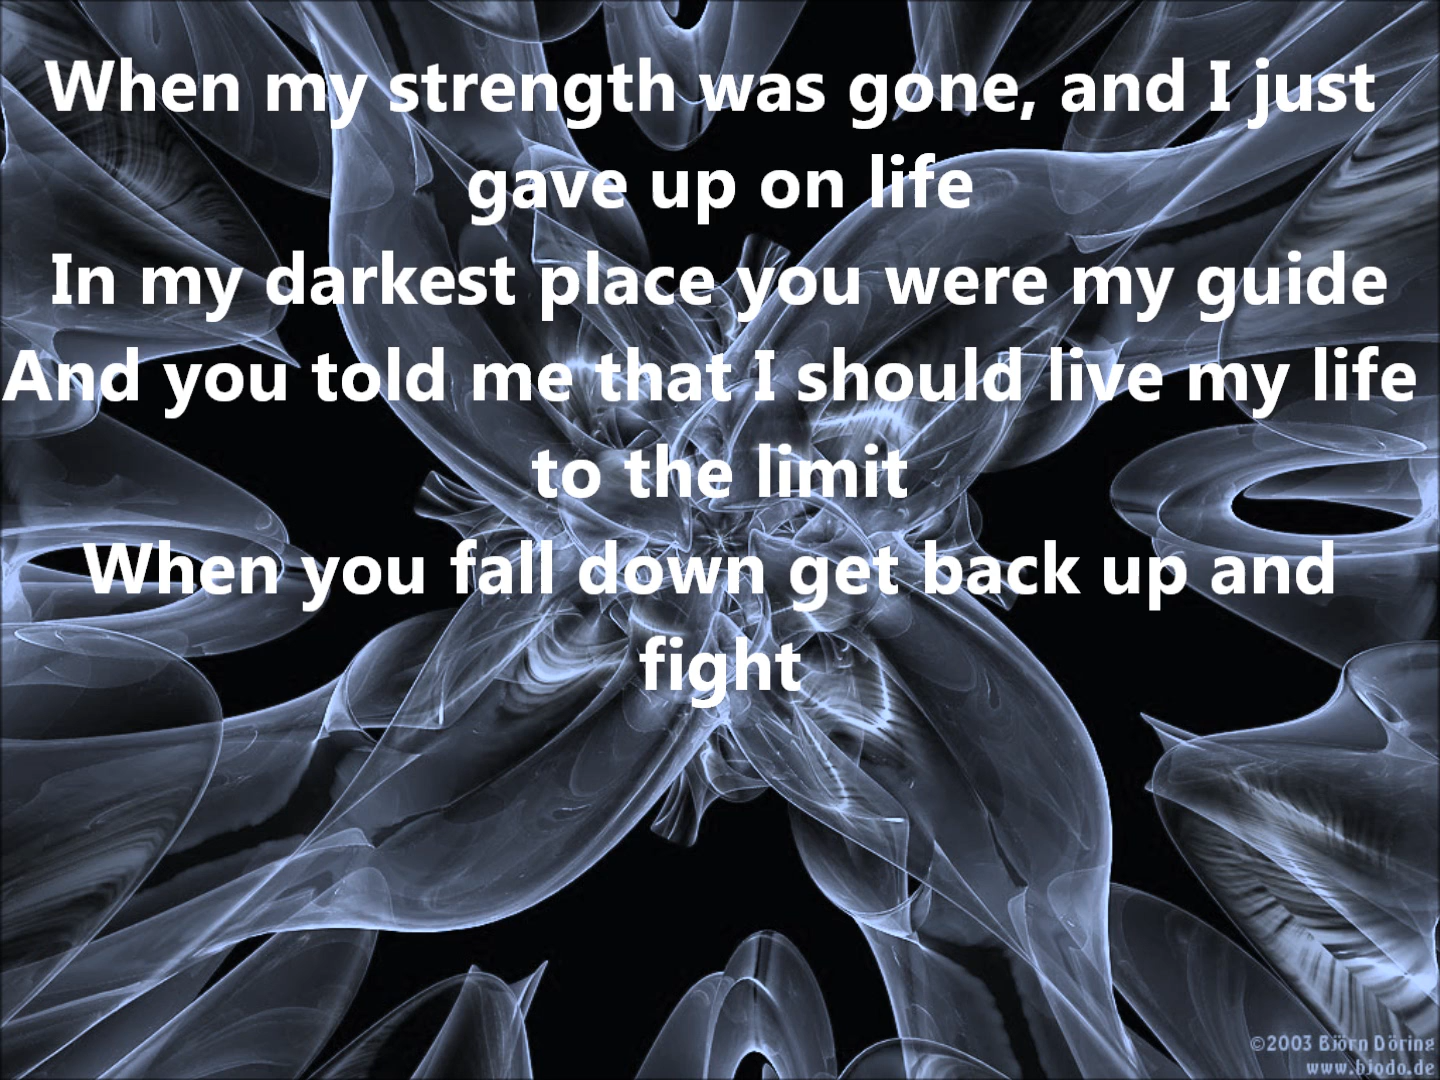 When my strength was gone, and I just
gave up on life
In my darkest place you were my guide
And you told me that I should live my life
to the limit
When you fall down get back up and
fight
©2003 Björn Döring
www.bjodo.de